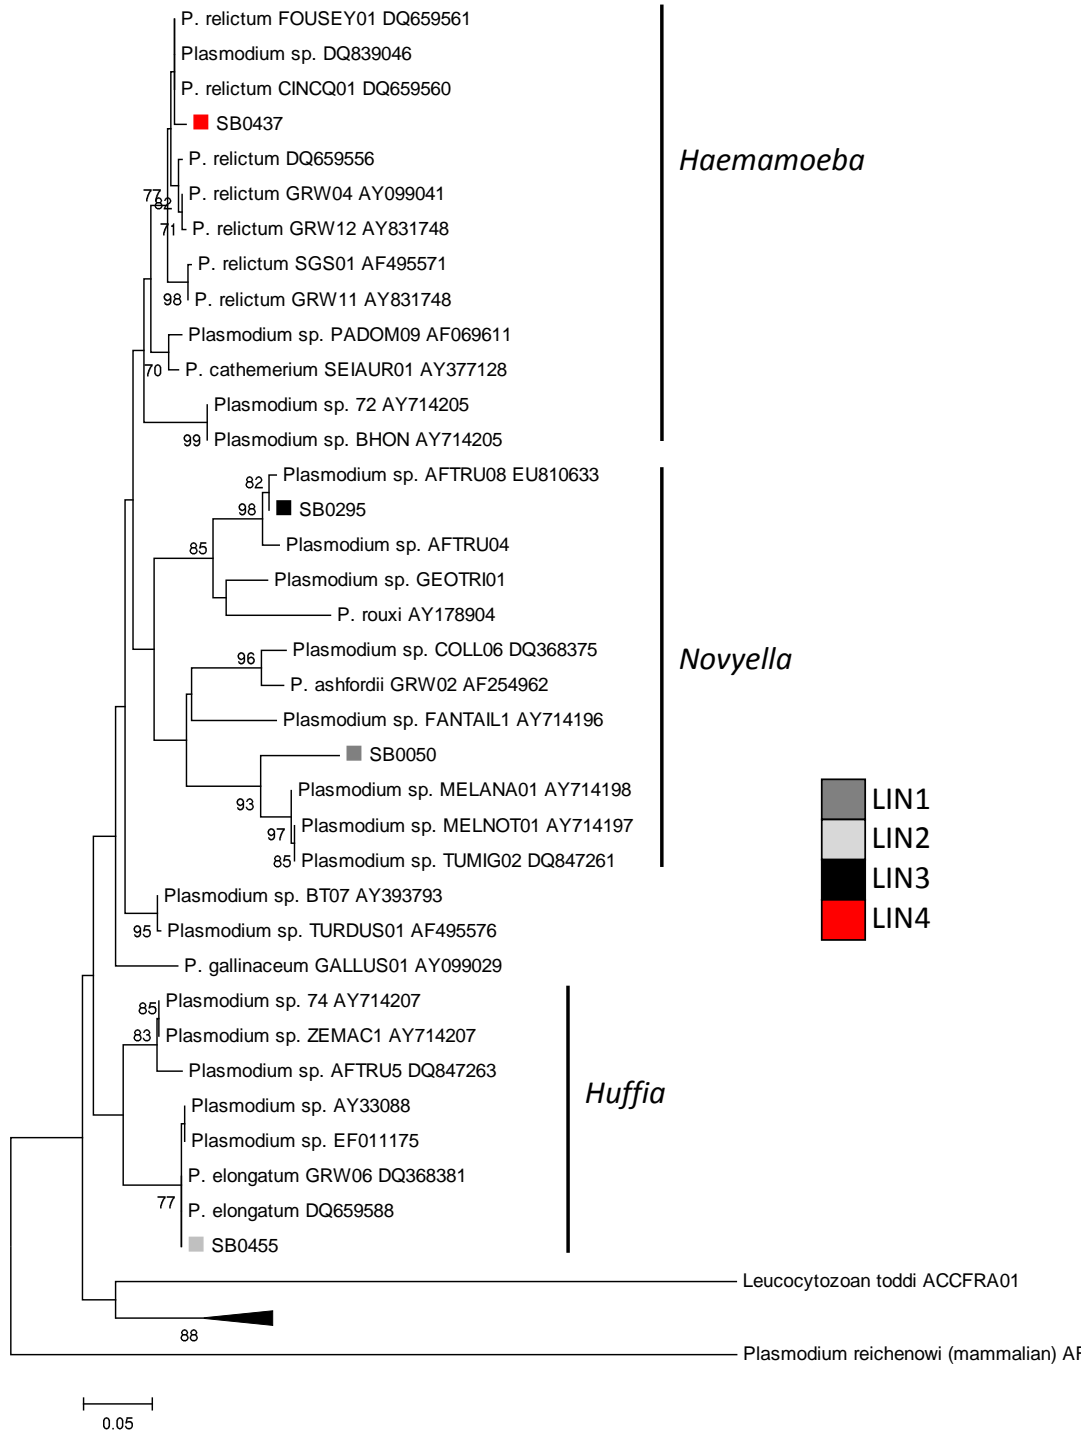 P. relictum FOUSEY01 DQ659561
Plasmodium sp. DQ839046
P. relictum CINCQ01 DQ659560
SB0437
P. relictum DQ659556
P. relictum GRW04 AY099041
P. relictum GRW12 AY831748
P. relictum SGS01 AF495571
P. relictum GRW11 AY831748
Plasmodium sp. PADOM09 AF069611
P. cathemerium SEIAUR01 AY377128
Plasmodium sp. 72 AY714205
Plasmodium sp. BHON AY714205
Plasmodium sp. AFTRU08 EU810633
SB0295
Plasmodium sp. AFTRU04
Plasmodium sp. GEOTRI01
P. rouxi AY178904
Plasmodium sp. COLL06 DQ368375
P. ashfordii GRW02 AF254962
Plasmodium sp. FANTAIL1 AY714196
SB0050
Plasmodium sp. MELANA01 AY714198
Plasmodium sp. MELNOT01 AY714197
Plasmodium sp. TUMIG02 DQ847261
Plasmodium sp. BT07 AY393793
Plasmodium sp. TURDUS01 AF495576
P. gallinaceum GALLUS01 AY099029
Plasmodium sp. 74 AY714207
Plasmodium sp. ZEMAC1 AY714207
Plasmodium sp. AFTRU5 DQ847263
Plasmodium sp. AY33088
Plasmodium sp. EF011175
P. elongatum GRW06 DQ368381
P. elongatum DQ659588
SB0455
Leucocytozoan toddi ACCFRA01
Plasmodium reichenowi (mammalian) AF
77
82
71
98
70
99
82
98
85
96
93
97
85
95
85
83
77
88
0.05
Haemamoeba
Novyella
Huffia
LIN1
LIN2
LIN3
LIN4